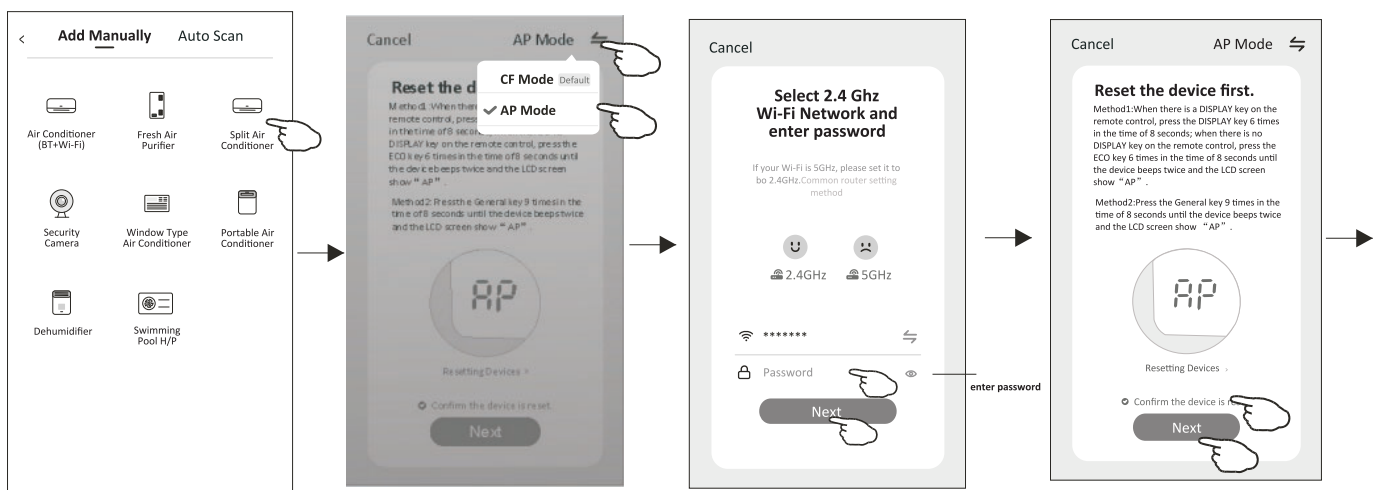 < Add Manually Auto Scan
Air Conditioner
(BT+Wi-Fi)
Fresh Air
Purifier
Split Air
Conditioner
Security
Camera
Window Type
Air Conditioner
Portable Air
Conditioner
Dehumidifier
Swimming
Pool H/P
Cancel AP Mode
CF Mode Default
AP Mode
Reset the d
Method1:When ther
remote control, press
in the time of 8 secon
DISPLAY key on the remote control, press the
ECO key 6 times in the time of 8 seconds until
the device beeps twice and the LCD screen
show “AP”.
Method2:Press the General key 9 times in the
time of 8 seconds until the device beeps twice
and the LCD screen show “AP”.
AP
Resetting Devices >
Confirm the device is reset.
Next
Cancel
Select 2.4 Ghz
Wi-Fi Network and
enter password
If your Wi-Fi is 5GHz, please set it to
bo 2.4GHz.Common router setting
method
2.4GHz 5GHz
*******
Password
enter password
Next
Cancel AP Mode
Reset the device first.
Method1:When there is a DISPLAY key on the
remote control, press the DISPLAY key 6 times
in the time of 8 seconds; when there is no
DISPLAY key on the remote control, press the
ECO key 6 times in the time of 8 seconds until
the device beeps twice and the LCD screen
show “AP”.
Method2:Press the General key 9 times in the
time of 8 seconds until the device beeps twice
and the LCD screen show “AP”.
AP
Resetting Devices >
Confirm the device is r
Next